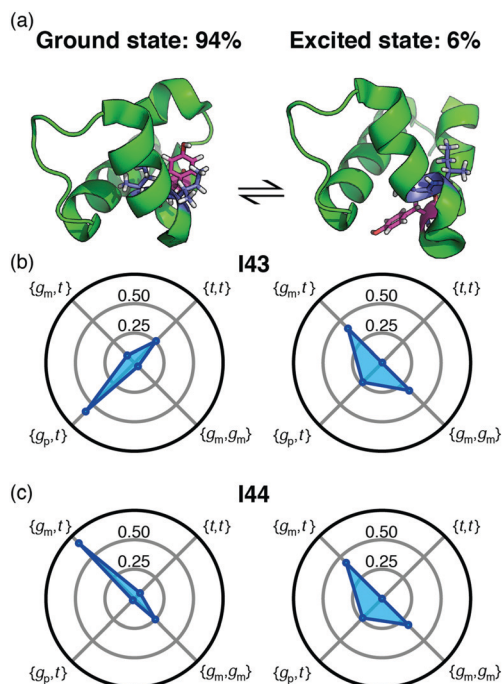 (a)
Ground state: 94% Excited state: 6%
(b) I43
{gm,t} {t,t} {gm,t} {t,t}
0.50 0.50
0.25 0.25
{gp,t} {gm,gm} {gp,t} {gm,gm}
(c) I44
{gm,t} {t,t} {gm,t} {t,t}
0.50 0.50
0.25 0.25
{gp,t} {gm,gm} {gp,t} {gm,gm}